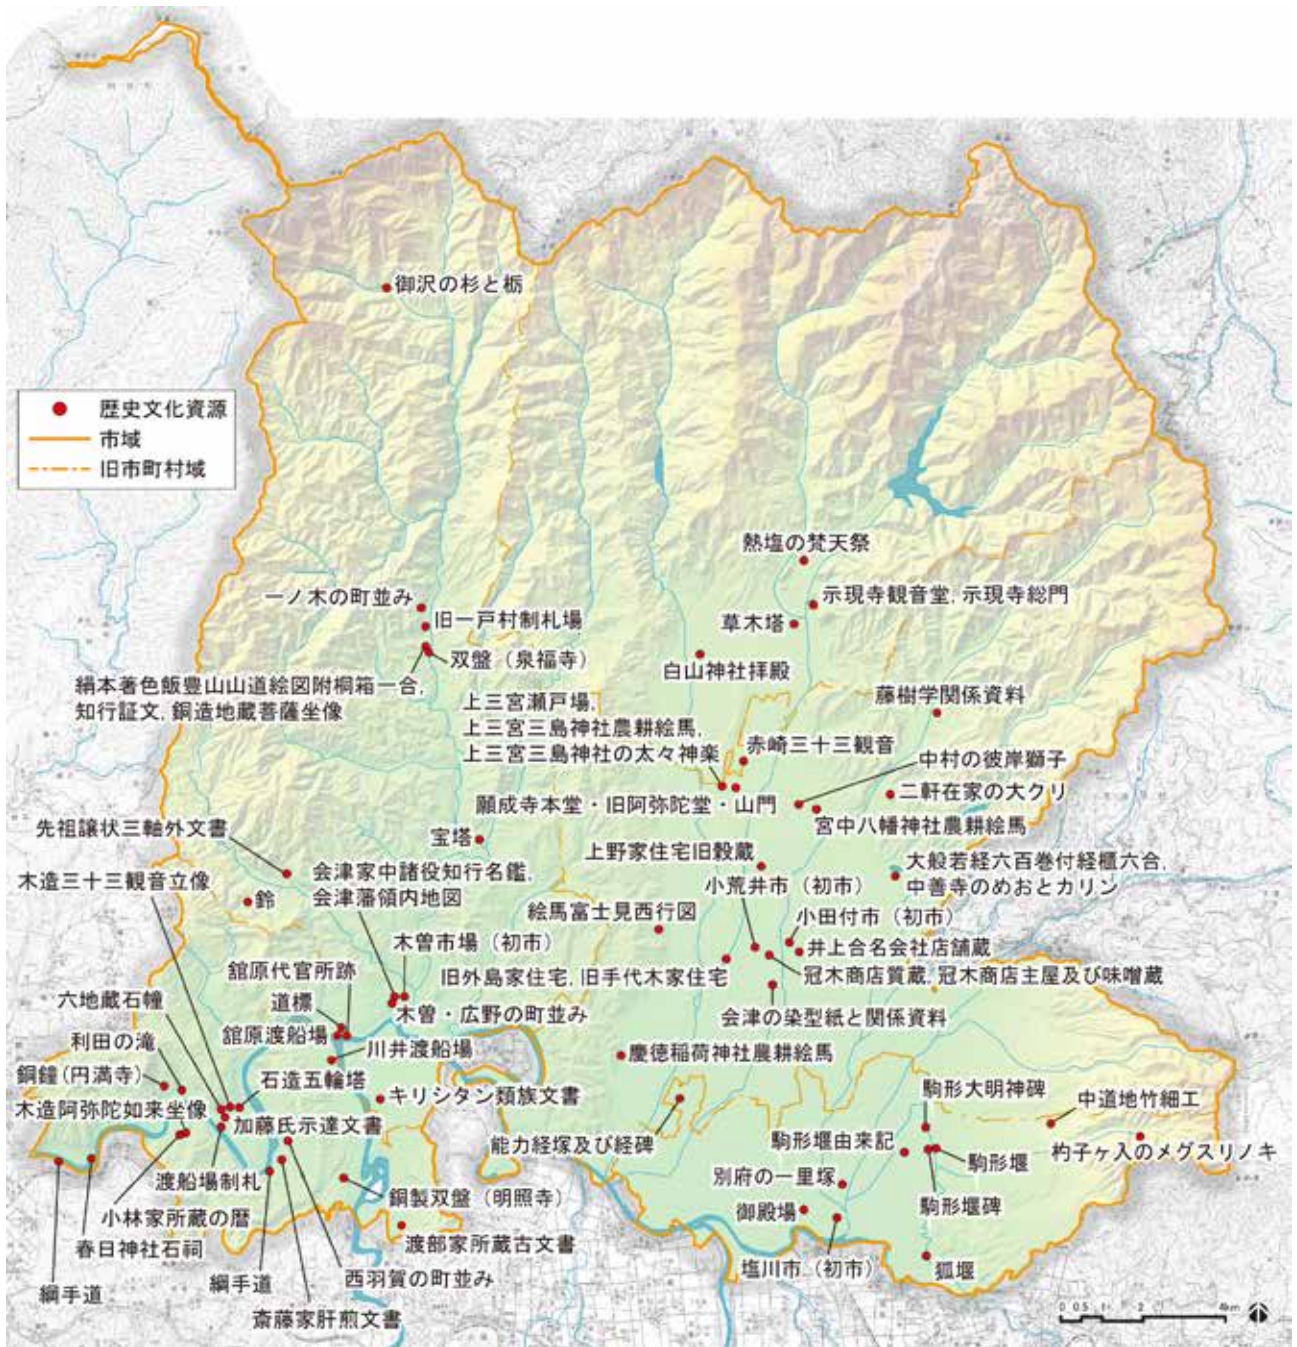 御沢の杉と栃
歴史文化資源
市域
旧市町村域
熱塩の梵天祭
一ノ木の町並み
示現寺観音堂, 示現寺総門
旧一戸村制札場
草木塔
双盤（泉福寺）
白山神社拝殿
絹本著色飯豊山山道絵図附桐箱一合,
知行証文, 銅造地蔵菩薩坐像
上三宮瀬戸場,
上三宮三島神社農耕絵馬,
上三宮三島神社の太々神楽
藤樹学関係資料
赤崎三十三観音
中村の彼岸獅子
願成寺本堂・旧阿弥陀堂・山門
二軒在家の大クリ
宮中八幡神社農耕絵馬
先祖譲状三軸外文書
宝塔
上野家住宅旧穀蔵
大般若経六百巻付経櫃六合,
中善寺のめおとカリン
木造三十三観音立像
会津家中諸役知行名鑑,
会津藩領内地図
小荒井市（初市）
鈴
絵馬富士見西行図
小田付市（初市）
木曽市場（初市）
井上合名会社店舗蔵
舘原代官所跡
旧外島家住宅, 旧手代木家住宅
冠木商店質蔵, 冠木商店主屋及び味噌蔵
六地蔵石幢
道標
木曽・広野の町並み
会津の染型紙と関係資料
利田の滝
舘原渡船場
川井渡船場
慶徳稲荷神社農耕絵馬
銅鐘(円満寺)
石造五輪塔
キリシタン類族文書
駒形大明神碑
中道地竹細工
木造阿弥陀如来坐像
加藤氏示達文書
能力経塚及び経碑
駒形堰由来記
駒形堰
杓子ヶ入のメグスリノキ
渡船場制札
別府の一里塚
銅製双盤（明照寺）
駒形堰碑
小林家所蔵の暦
御殿場
春日神社石祠
渡部家所蔵古文書
塩川市（初市）
狐堰
綱手道
綱手道
西羽賀の町並み
斎藤家肝煎文書
0 0.5 1 2 4km